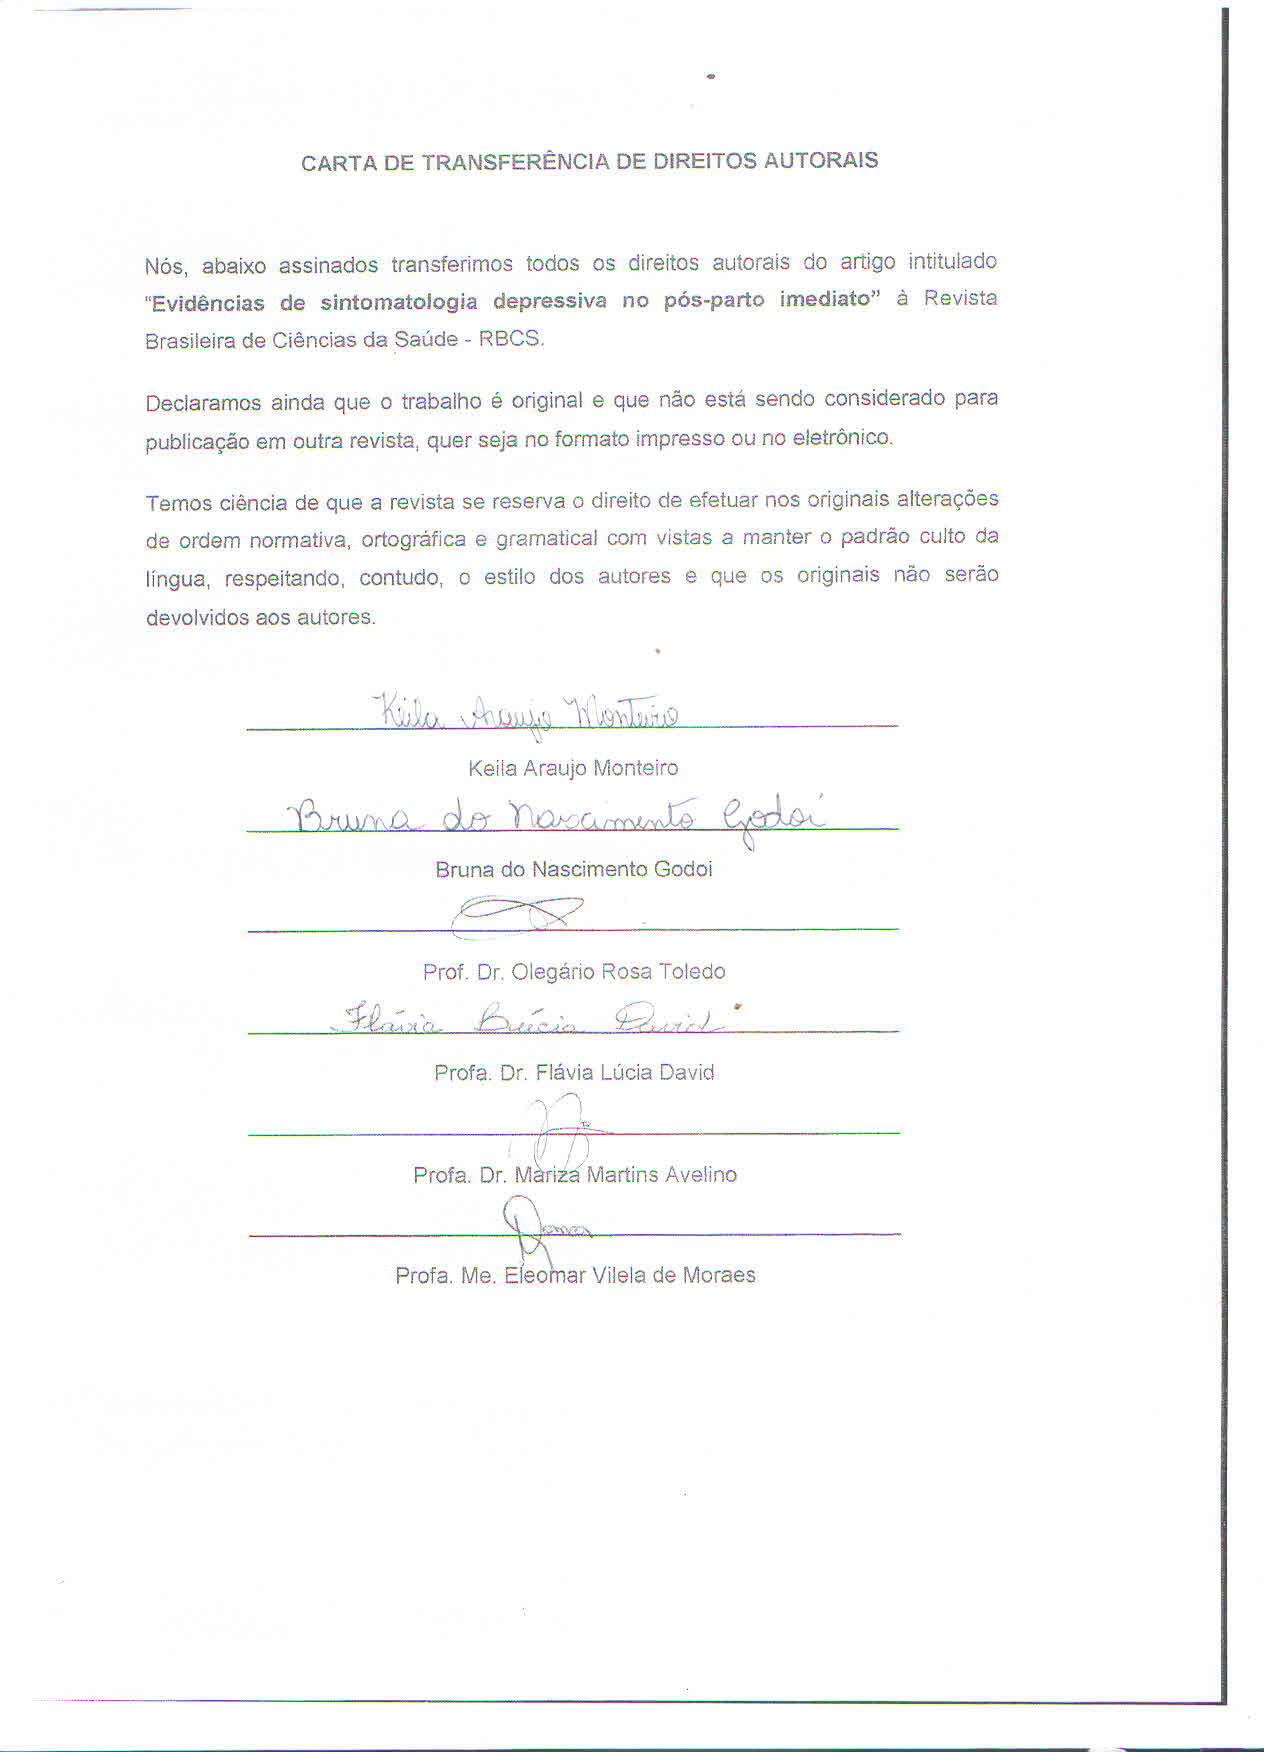 CARTA DE TRANSFERÊNCIA DE DIREITOS AUTORAIS
Nós, abaixo assinados transferimos todos os direitos autorais do artigo intitulado
“Evidências de sintomatologia depressiva no pós-parto imediato” à Revista
Brasileira de Ciências da Saúde - RBCS.
Declaramos ainda que o trabalho é original e que não está sendo considerado para
publicação em outra revista, quer seja no formato impresso ou no eletrônico.
Temos ciência de que a revista se reserva o direito de efetuar nos originais alterações
de ordem normativa, ortográfica e gramatical com vistas a manter o padrão culto da
língua, respeitando, contudo, o estilo dos autores e que os originais não serão
devolvidos aos autores.
Keila Araujo Monteiro
Keila Araujo Monteiro
Bruna do Nascimento Godoi
Bruna do Nascimento Godoi
Prof. Dr. Olegário Rosa Toledo
Flávia Lúcia David
Profa. Dr. Flávia Lúcia David
Profa. Dr. Mariza Martins Avelino
Profa. Me. Eleomar Vilela de Moraes